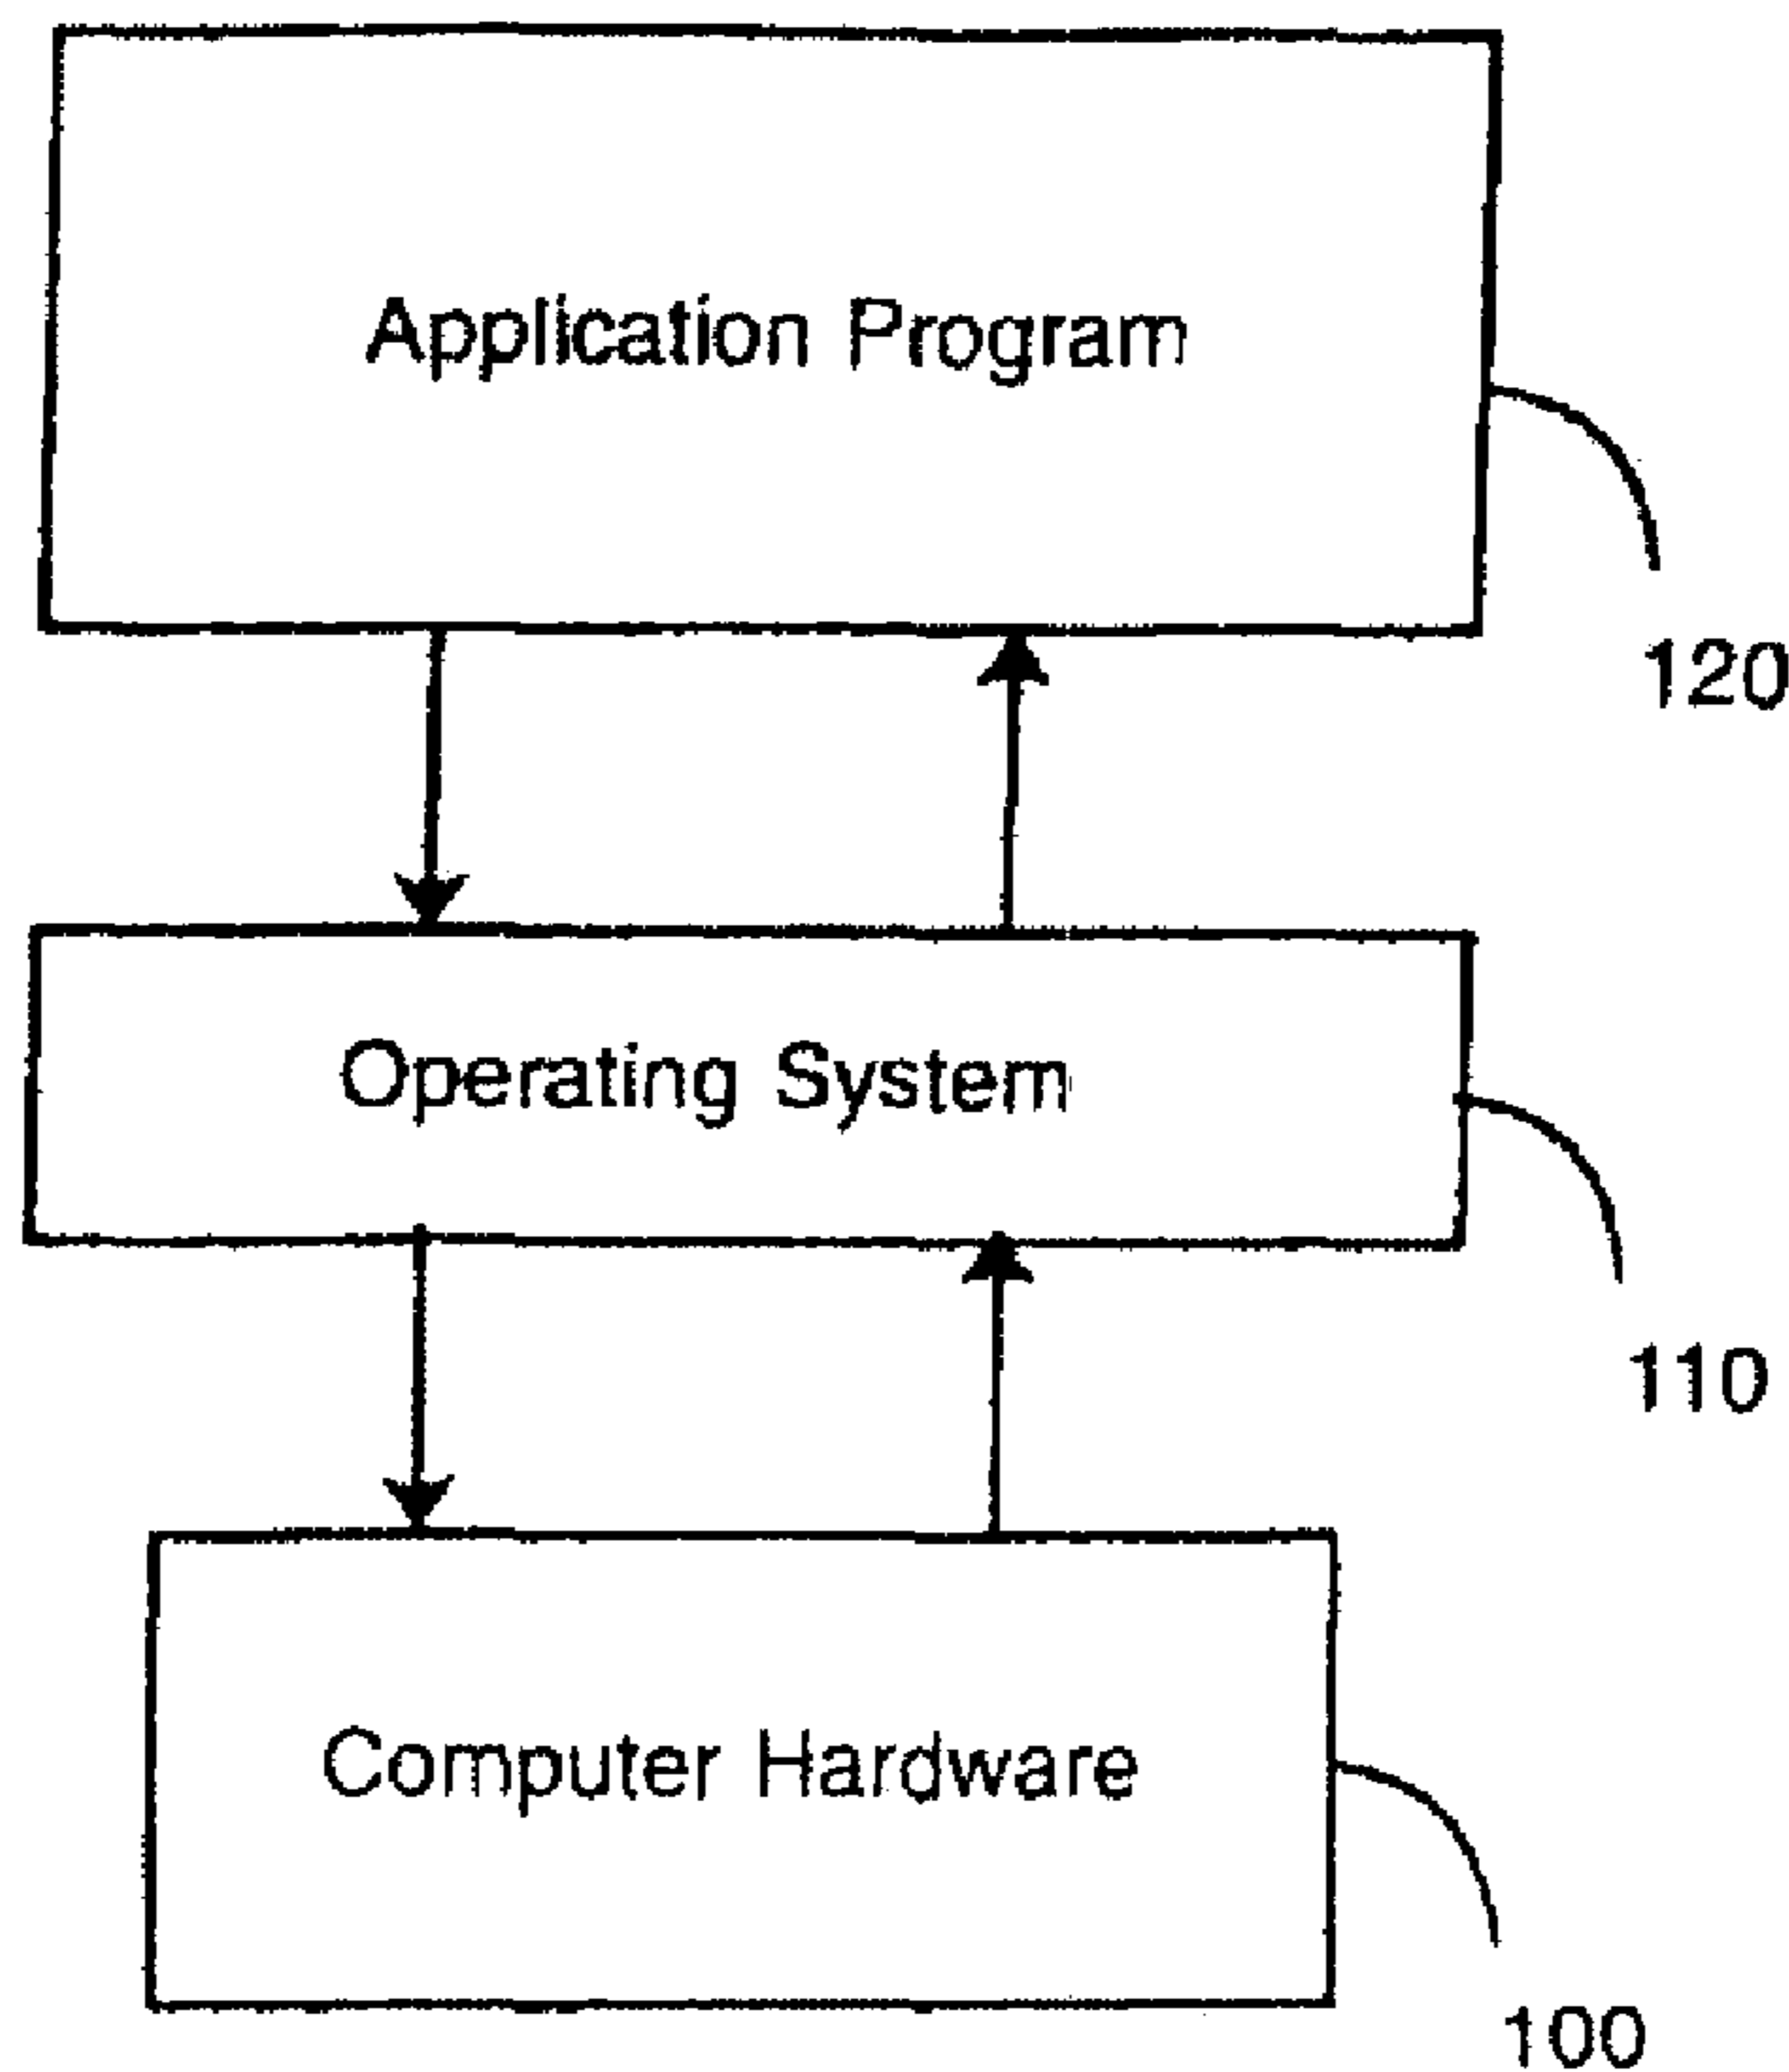 Application Program
120
Operating System
110
Computer Hardware
100